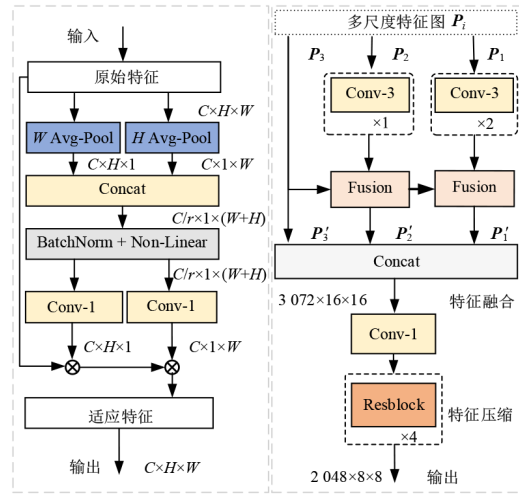 输入
原始特征
C×H×W
W Avg-Pool
H Avg-Pool
C×H×1
C×1×W
Concat
C/r×1×(W+H)
BatchNorm + Non-Linear
C/r×1×(W+H)
Conv-1
Conv-1
C×H×1
C×1×W
适应特征
输出
C×H×W
多尺度特征图 Pi
P3
P2
P1
Conv-3
Conv-3
×1
×2
Fusion
Fusion
P3′
P2′
P1′
Concat
3 072×16×16
特征融合
Conv-1
Resblock
特征压缩
×4
2 048×8×8
输出